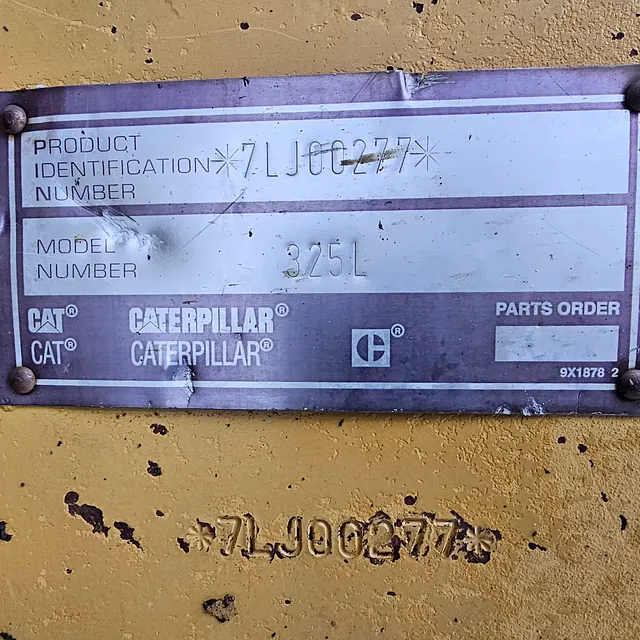 PRODUCT
IDENTIFICATION *7LJ00277*
NUMBER
MODEL
NUMBER 325L
CAT® CATERPILLAR® C® PARTS ORDER
CAT® CATERPILLAR®
9X1878 2
*7LJ00277*